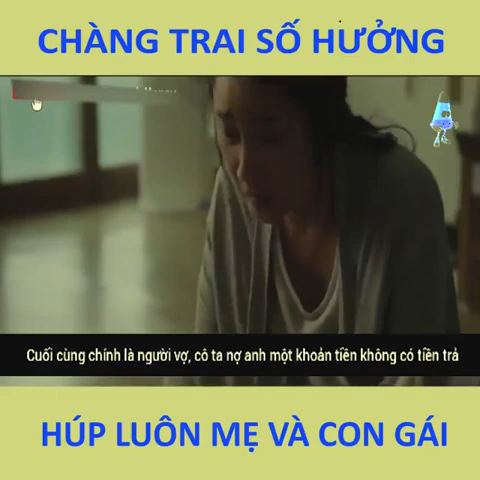 CHÀNG TRAI SỐ HƯỞNG
Cuối cùng chính là người vợ, cô ta nợ anh một khoản tiền không có tiền trả
HÚP LUÔN MẸ VÀ CON GÁI